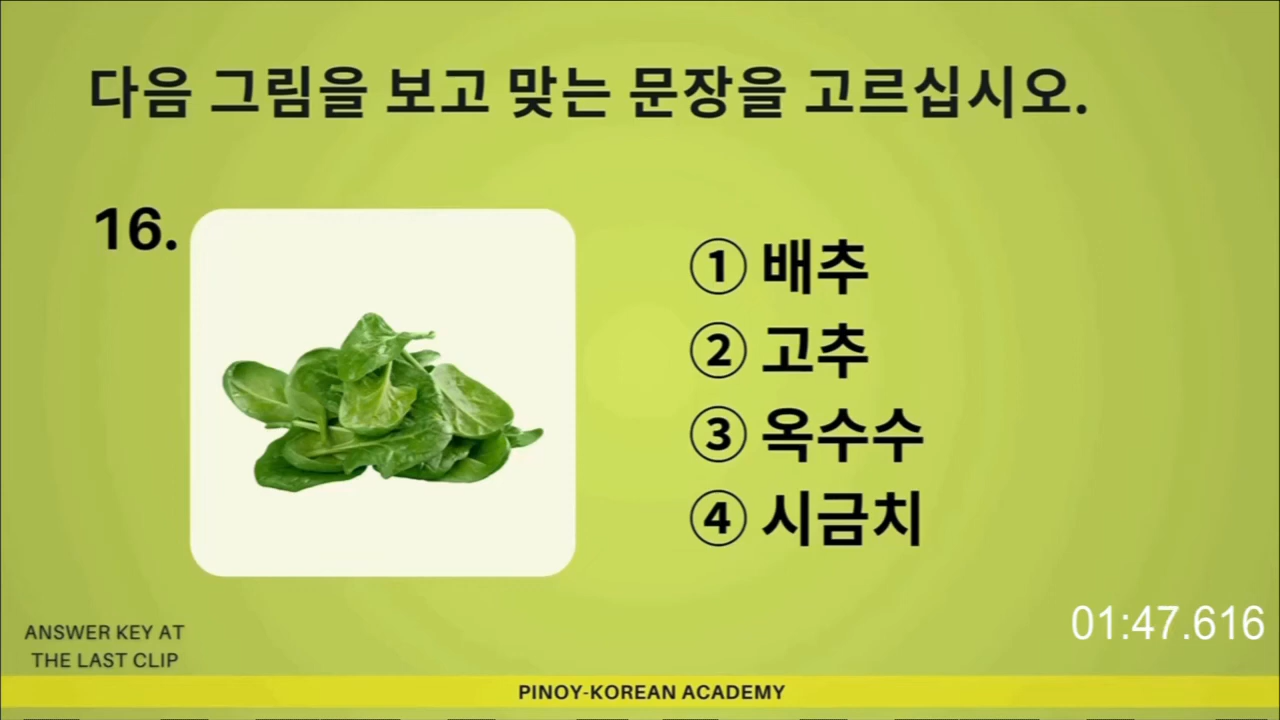 다음 그림을 보고 맞는 문장을 고르십시오.
16.
① 배추
② 고추
③ 옥수수
④ 시금치
ANSWER KEY AT
THE LAST CLIP
01:47.616
PINOY-KOREAN ACADEMY